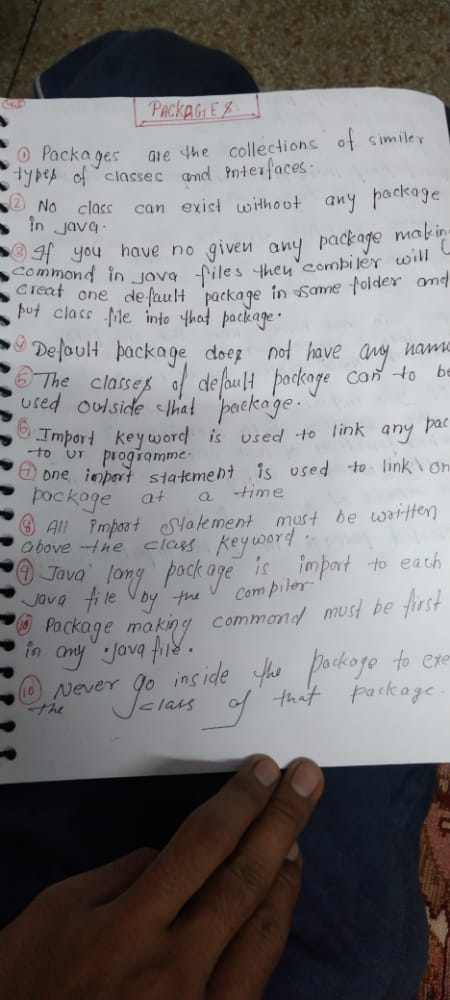 PACKAGES.
① Packages are the collections of similer
types of classes and interfaces.
② No class can exist without any package
in java.
③ If you have no given any package making
commond in java files then compiler will
creat one default package in same folder and
put class file into that package.
④ Default package does not have any name
⑤ The classes of default package can to be
used outside that package.
⑥ Import keyword is used to link any pac
to ur programme.
⑦ one import statement is used to link on
package at a time
⑧ All import statement must be written
above the class keyword.
⑨ Java lang package is import to each
java file by the compiler
⑩ Package making commond must be first
in any .java file.
⑩ Never go inside the package to exe
the class of that package.